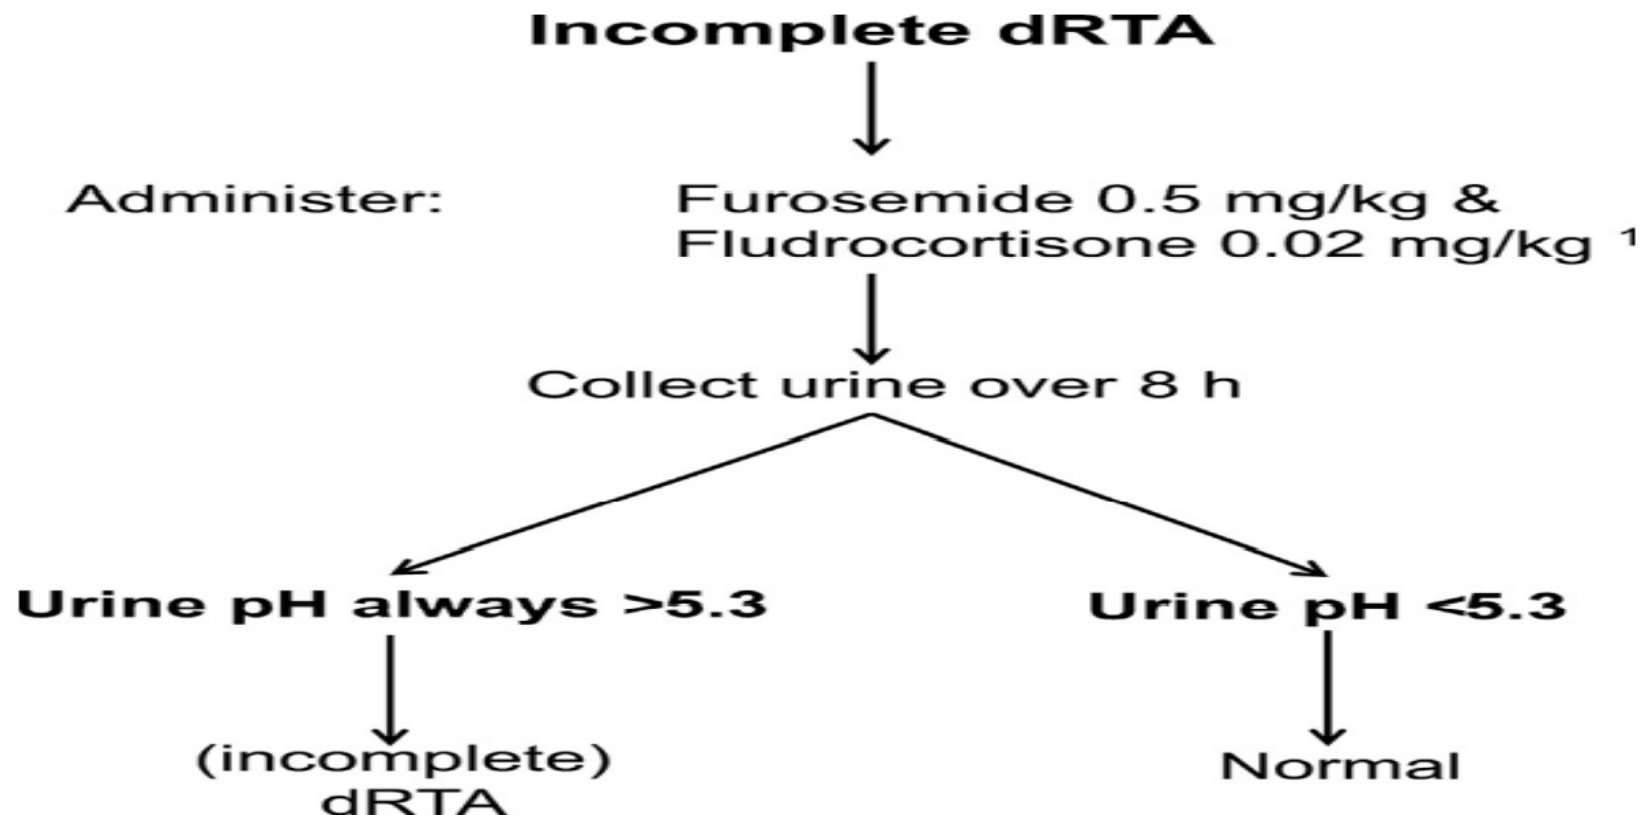 Incomplete dRTA
Administer: Furosemide 0.5 mg/kg &
Fludrocortisone 0.02 mg/kg ¹
Collect urine over 8 h
Urine pH always >5.3 Urine pH <5.3
(incomplete) Normal
dRTA